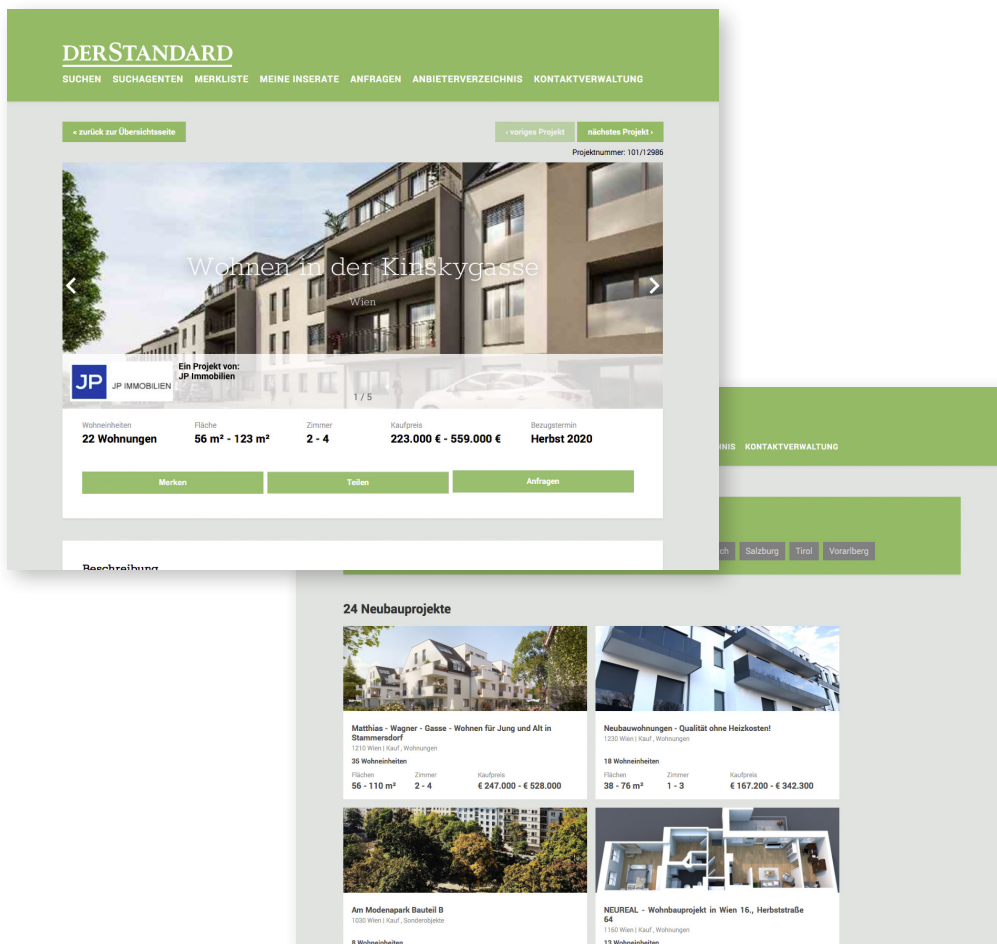 DERSTANDARD
SUCHEN SUCHAGENTEN MERKLISTE MEINE INSERATE ANFRAGEN ANBIETERVERZEICHNIS KONTAKTVERWALTUNG
« zurück zur Übersichtsseite
‹ voriges Projekt nächstes Projekt ›
Projektnummer: 101/12986
Wohnen in der Kinskygasse
Wien
JP JP IMMOBILIEN
Ein Projekt von:
JP Immobilien
1 / 5
Wohneinheiten Fläche Zimmer Kaufpreis Bezugstermin
22 Wohnungen 56 m² - 123 m² 2 - 4 223.000 € - 559.000 € Herbst 2020
Merken Teilen Anfragen
Beschreibung
HNIS KONTAKTVERWALTUNG
ch Salzburg Tirol Vorarlberg
24 Neubauprojekte
Matthias - Wagner - Gasse - Wohnen für Jung und Alt in
Stammersdorf
1210 Wien | Kauf , Wohnungen
35 Wohneinheiten
Flächen Zimmer Kaufpreis
56 - 110 m² 2 - 4 € 247.000 - € 528.000
Neubauwohnungen - Qualität ohne Heizkosten!
1230 Wien | Kauf , Wohnungen
18 Wohneinheiten
Flächen Zimmer Kaufpreis
38 - 76 m² 1 - 3 € 167.200 - € 342.300
Am Modenapark Bauteil B
1030 Wien | Kauf , Sonderobjekte
8 Wohneinheiten
NEUREAL - Wohnbauprojekt in Wien 16., Herbststraße
64
1160 Wien | Kauf , Wohnungen
13 Wohneinheiten